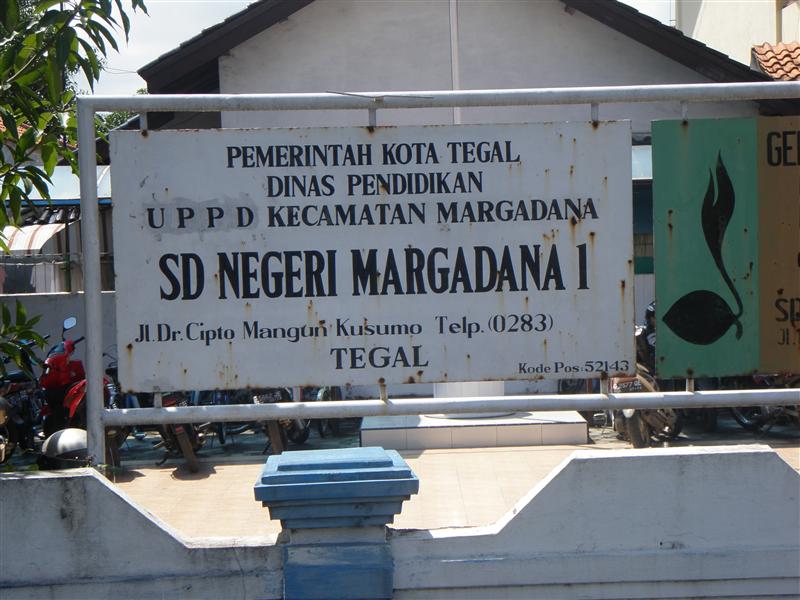 PEMERINTAH KOTA TEGAL
DINAS PENDIDIKAN
U P P D KECAMATAN MARGADANA
SD NEGERI MARGADANA 1
Jl.Dr.Cipto Mangun Kusumo Telp.(0283)
TEGAL
Kode Pos:52143